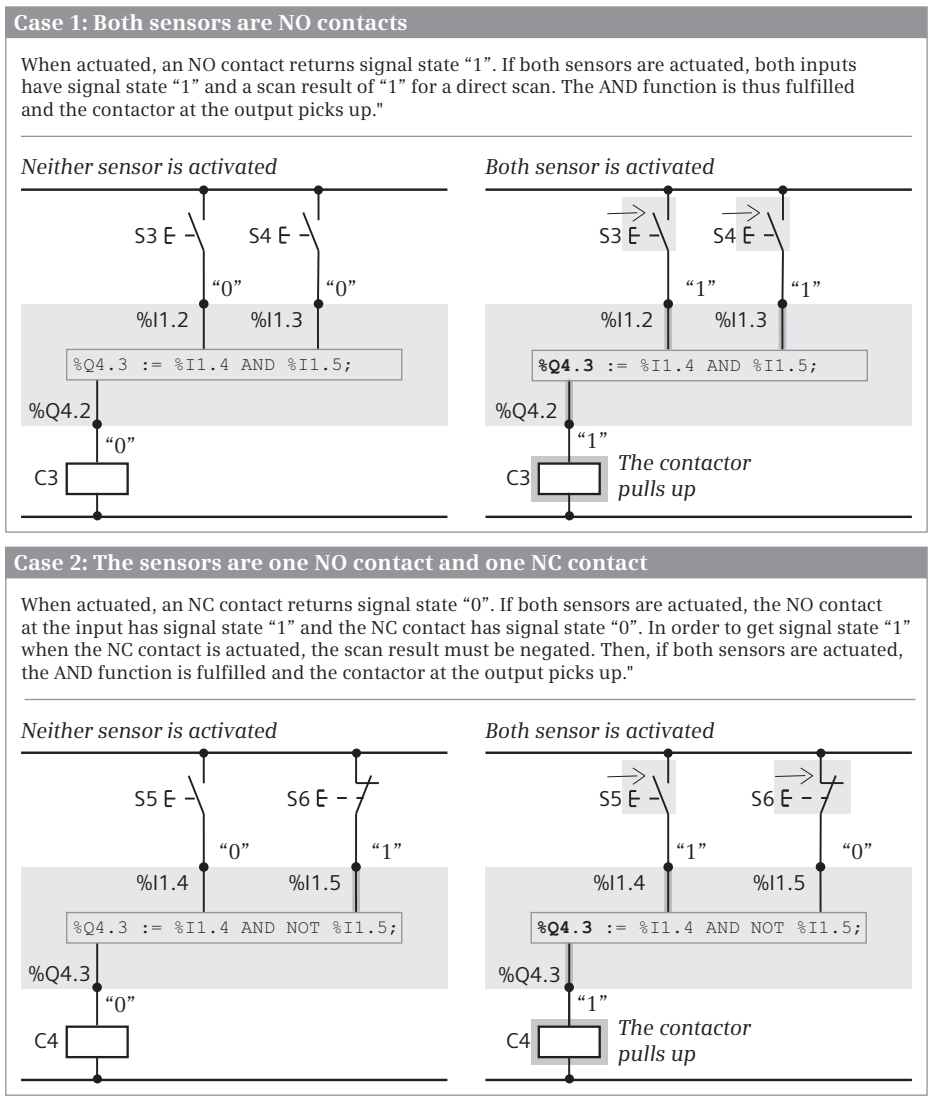 Case 1: Both sensors are NO contacts
When actuated, an NO contact returns signal state “1”. If both sensors are actuated, both inputs
have signal state “1” and a scan result of “1” for a direct scan. The AND function is thus fulfilled
and the contactor at the output picks up."
Neither sensor is activated
S3
S4
“0”
“0”
%I1.2
%I1.3
%Q4.3 := %I1.4 AND %I1.5;
%Q4.2
“0”
C3
Both sensor is activated
S3
S4
“1”
“1”
%I1.2
%I1.3
%Q4.3 := %I1.4 AND %I1.5;
%Q4.2
“1”
C3
The contactor
pulls up
Case 2: The sensors are one NO contact and one NC contact
When actuated, an NC contact returns signal state “0”. If both sensors are actuated, the NO contact
at the input has signal state “1” and the NC contact has signal state “0”. In order to get signal state “1”
when the NC contact is actuated, the scan result must be negated. Then, if both sensors are actuated,
the AND function is fulfilled and the contactor at the output picks up."
Neither sensor is activated
S5
S6
“0”
“1”
%I1.4
%I1.5
%Q4.3 := %I1.4 AND NOT %I1.5;
%Q4.3
“0”
C4
Both sensor is activated
S5
S6
“1”
“0”
%I1.4
%I1.5
%Q4.3 := %I1.4 AND NOT %I1.5;
%Q4.3
“1”
C4
The contactor
pulls up